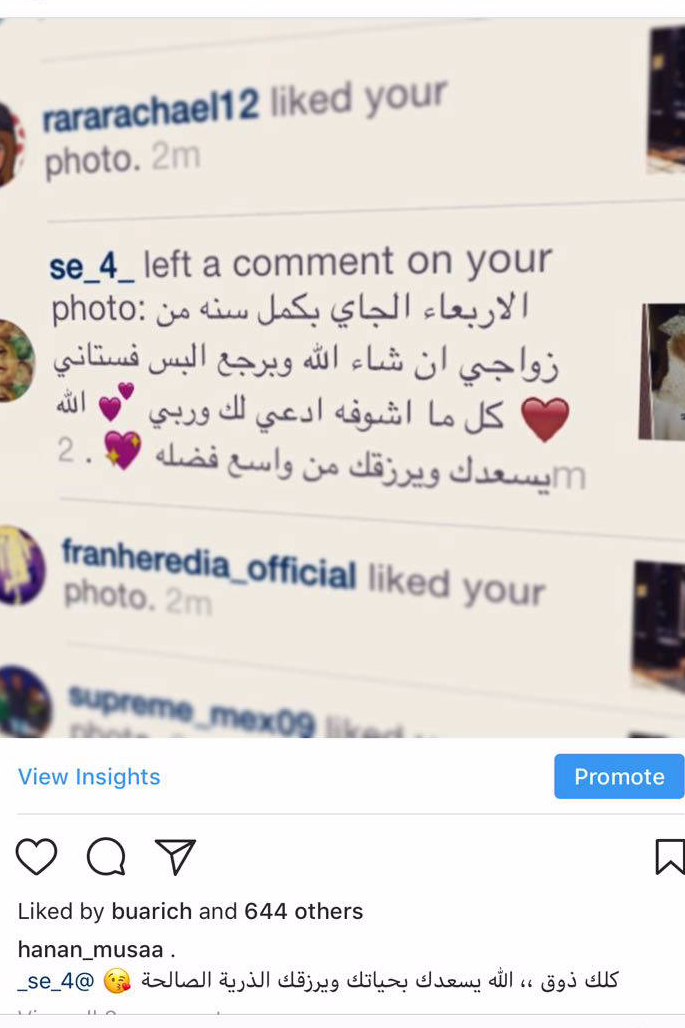 rararachael12 liked your
photo. 2m
se_4_ left a comment on your
photo: الاربعاء الجاي بكمل سنه من
زواجي ان شاء الله وبرجع البس فستاني
❤️ كل ما اشوفه ادعي لك وربي 💕 الله
يسعدك ويرزقك من واسع فضله 💖 . 2m
franheredia_official liked your
photo. 2m
supreme_mex09 liked
photo.
View Insights
Promote
Liked by buarich and 644 others
hanan_musaa .
كلك ذوق ،، الله يسعدك بحياتك ويرزقك الذرية الصالحة 😘 @se_4_